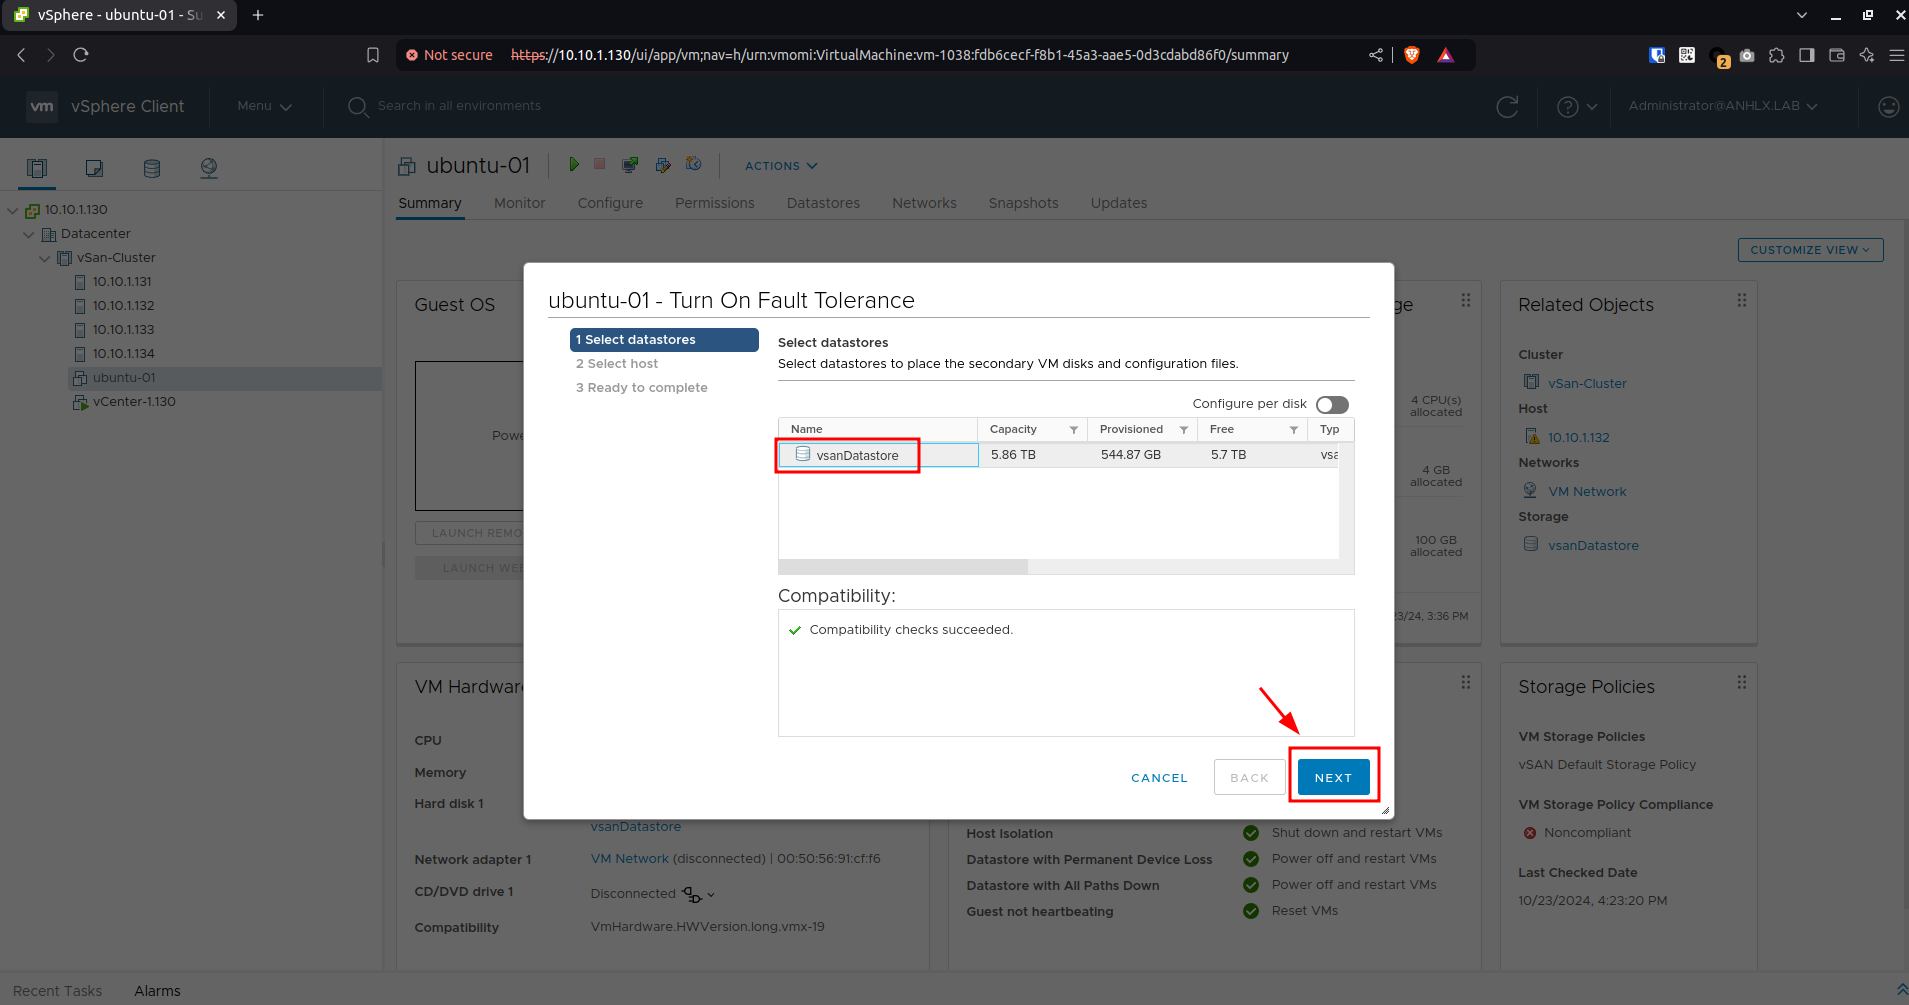 vSphere - ubuntu-01 - Su
Not secure https://10.10.1.130/ui/app/vm;nav=h/urn:vmomi:VirtualMachine:vm-1038:fdb6cecf-f8b1-45a3-aae5-0d3cdabd86f0/summary
2
vm vSphere Client Menu Search in all environments Administrator@ANHLX.LAB
ubuntu-01 ACTIONS
Summary Monitor Configure Permissions Datastores Networks Snapshots Updates
10.10.1.130
Datacenter
vSan-Cluster
10.10.1.131
10.10.1.132
10.10.1.133
10.10.1.134
ubuntu-01
vCenter-1.130
CUSTOMIZE VIEW
Guest OS
Powe
LAUNCH REMO
LAUNCH WEB
ubuntu-01 - Turn On Fault Tolerance
1 Select datastores
2 Select host
3 Ready to complete
Select datastores
Select datastores to place the secondary VM disks and configuration files.
Configure per disk
Name Capacity Provisioned Free Typ
vsanDatastore 5.86 TB 544.87 GB 5.7 TB vsa
Compatibility:
Compatibility checks succeeded.
CANCEL BACK NEXT
ge
4 CPU(s)
allocated
4 GB
allocated
100 GB
allocated
23/24, 3:36 PM
Related Objects
Cluster
vSan-Cluster
Host
10.10.1.132
Networks
VM Network
Storage
vsanDatastore
VM Hardware
CPU
Memory
Hard disk 1
vsanDatastore
Network adapter 1 VM Network (disconnected) | 00:50:56:91:cf:f6
CD/DVD drive 1 Disconnected
Compatibility VmHardware.HWVersion.long.vmx-19
Host Isolation Shut down and restart VMs
Datastore with Permanent Device Loss Power off and restart VMs
Datastore with All Paths Down Power off and restart VMs
Guest not heartbeating Reset VMs
Storage Policies
VM Storage Policies
vSAN Default Storage Policy
VM Storage Policy Compliance
Noncompliant
Last Checked Date
10/23/2024, 4:23:20 PM
Recent Tasks Alarms